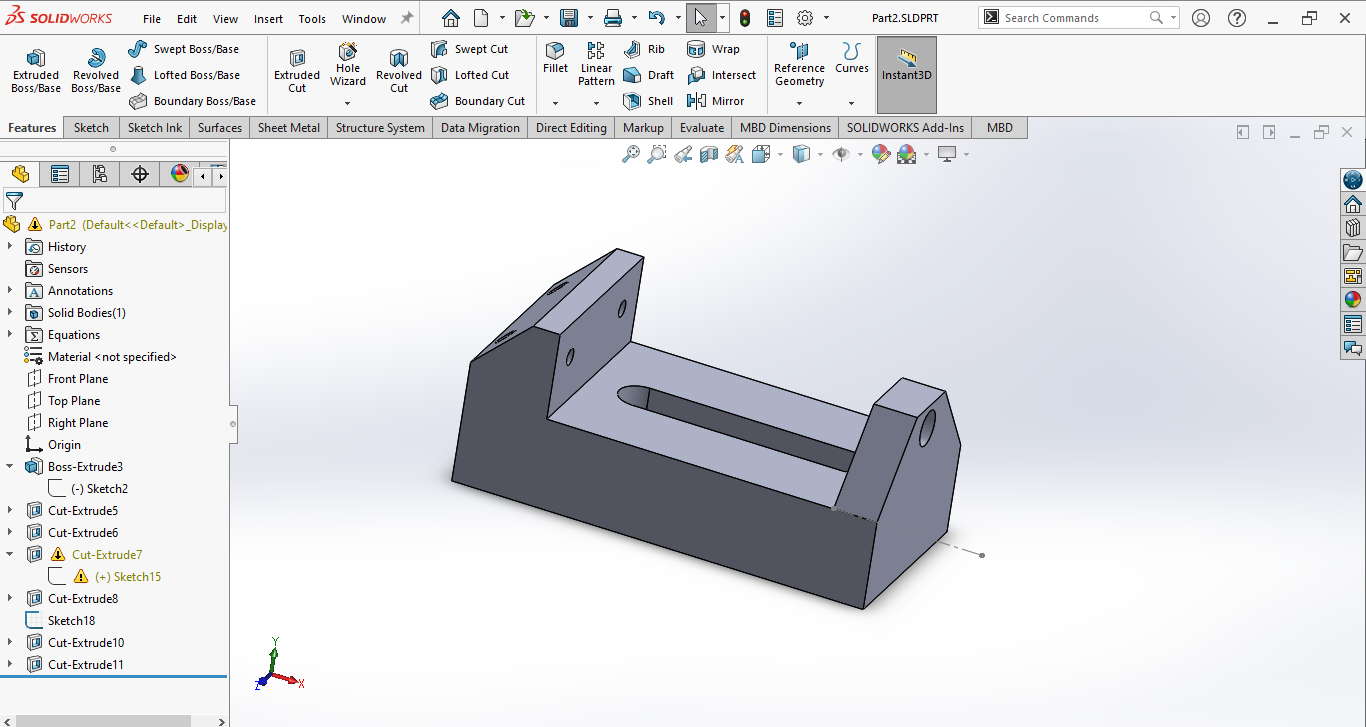 SOLIDWORKS File Edit View Insert Tools Window Part2.SLDPRT Search Commands
Extruded Boss/Base
Revolved Boss/Base
Swept Boss/Base
Lofted Boss/Base
Boundary Boss/Base
Extruded Cut
Hole Wizard
Revolved Cut
Swept Cut
Lofted Cut
Boundary Cut
Fillet
Linear Pattern
Rib
Draft
Shell
Wrap
Intersect
Mirror
Reference Geometry
Curves
Instant3D
Features Sketch Sketch Ink Surfaces Sheet Metal Structure System Data Migration Direct Editing Markup Evaluate MBD Dimensions SOLIDWORKS Add-Ins MBD
Part2 (Default<<Default>_Display
History
Sensors
A Annotations
Solid Bodies(1)
Equations
Material <not specified>
Front Plane
Top Plane
Right Plane
Origin
Boss-Extrude3
(-) Sketch2
Cut-Extrude5
Cut-Extrude6
Cut-Extrude7
(+) Sketch15
Cut-Extrude8
Sketch18
Cut-Extrude10
Cut-Extrude11
Y
Z
X